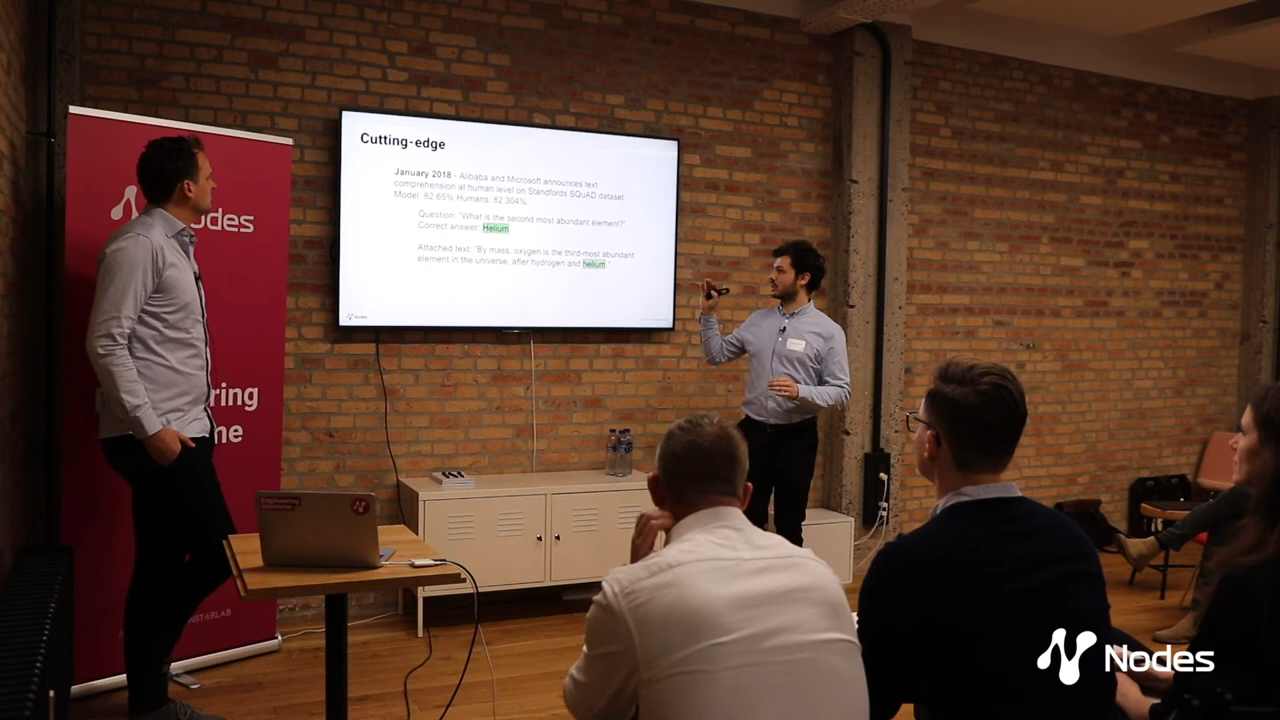 Cutting-edge
January 2018 - Alibaba and Microsoft announces text
comprehension at human level on Standfords SQuAD dataset.
Model: 82.65% Humans: 82.304%.
Question: "What is the second most abundant element?"
Correct answer: Helium
Attached text: "By mass, oxygen is the third-most abundant
element in the universe, after hydrogen and helium."
Nodes
Nodes
ring
me
Nodes